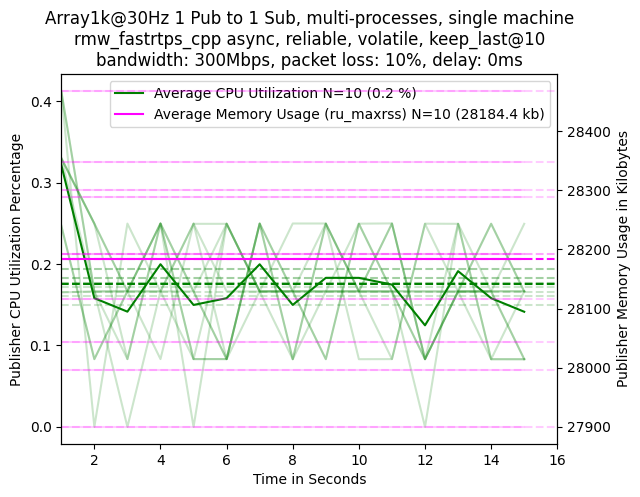 Array1k@30Hz 1 Pub to 1 Sub, multi-processes, single machine
rmw_fastrtps_cpp async, reliable, volatile, keep_last@10
bandwidth: 300Mbps, packet loss: 10%, delay: 0ms
Average CPU Utilization N=10 (0.2 %)
Average Memory Usage (ru_maxrss) N=10 (28184.4 kb)
Publisher CPU Utilization Percentage
0.4
0.3
0.2
0.1
0.0
28400
28300
28200
28100
28000
27900
Publisher Memory Usage in Kilobytes
2 4 6 8 10 12 14 16
Time in Seconds